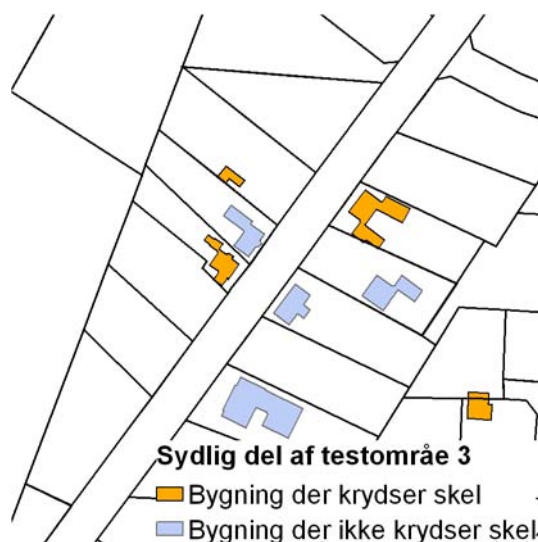 Sydlig del af testområe 3
Bygning der krydser skel
Bygning der ikke krydser skel